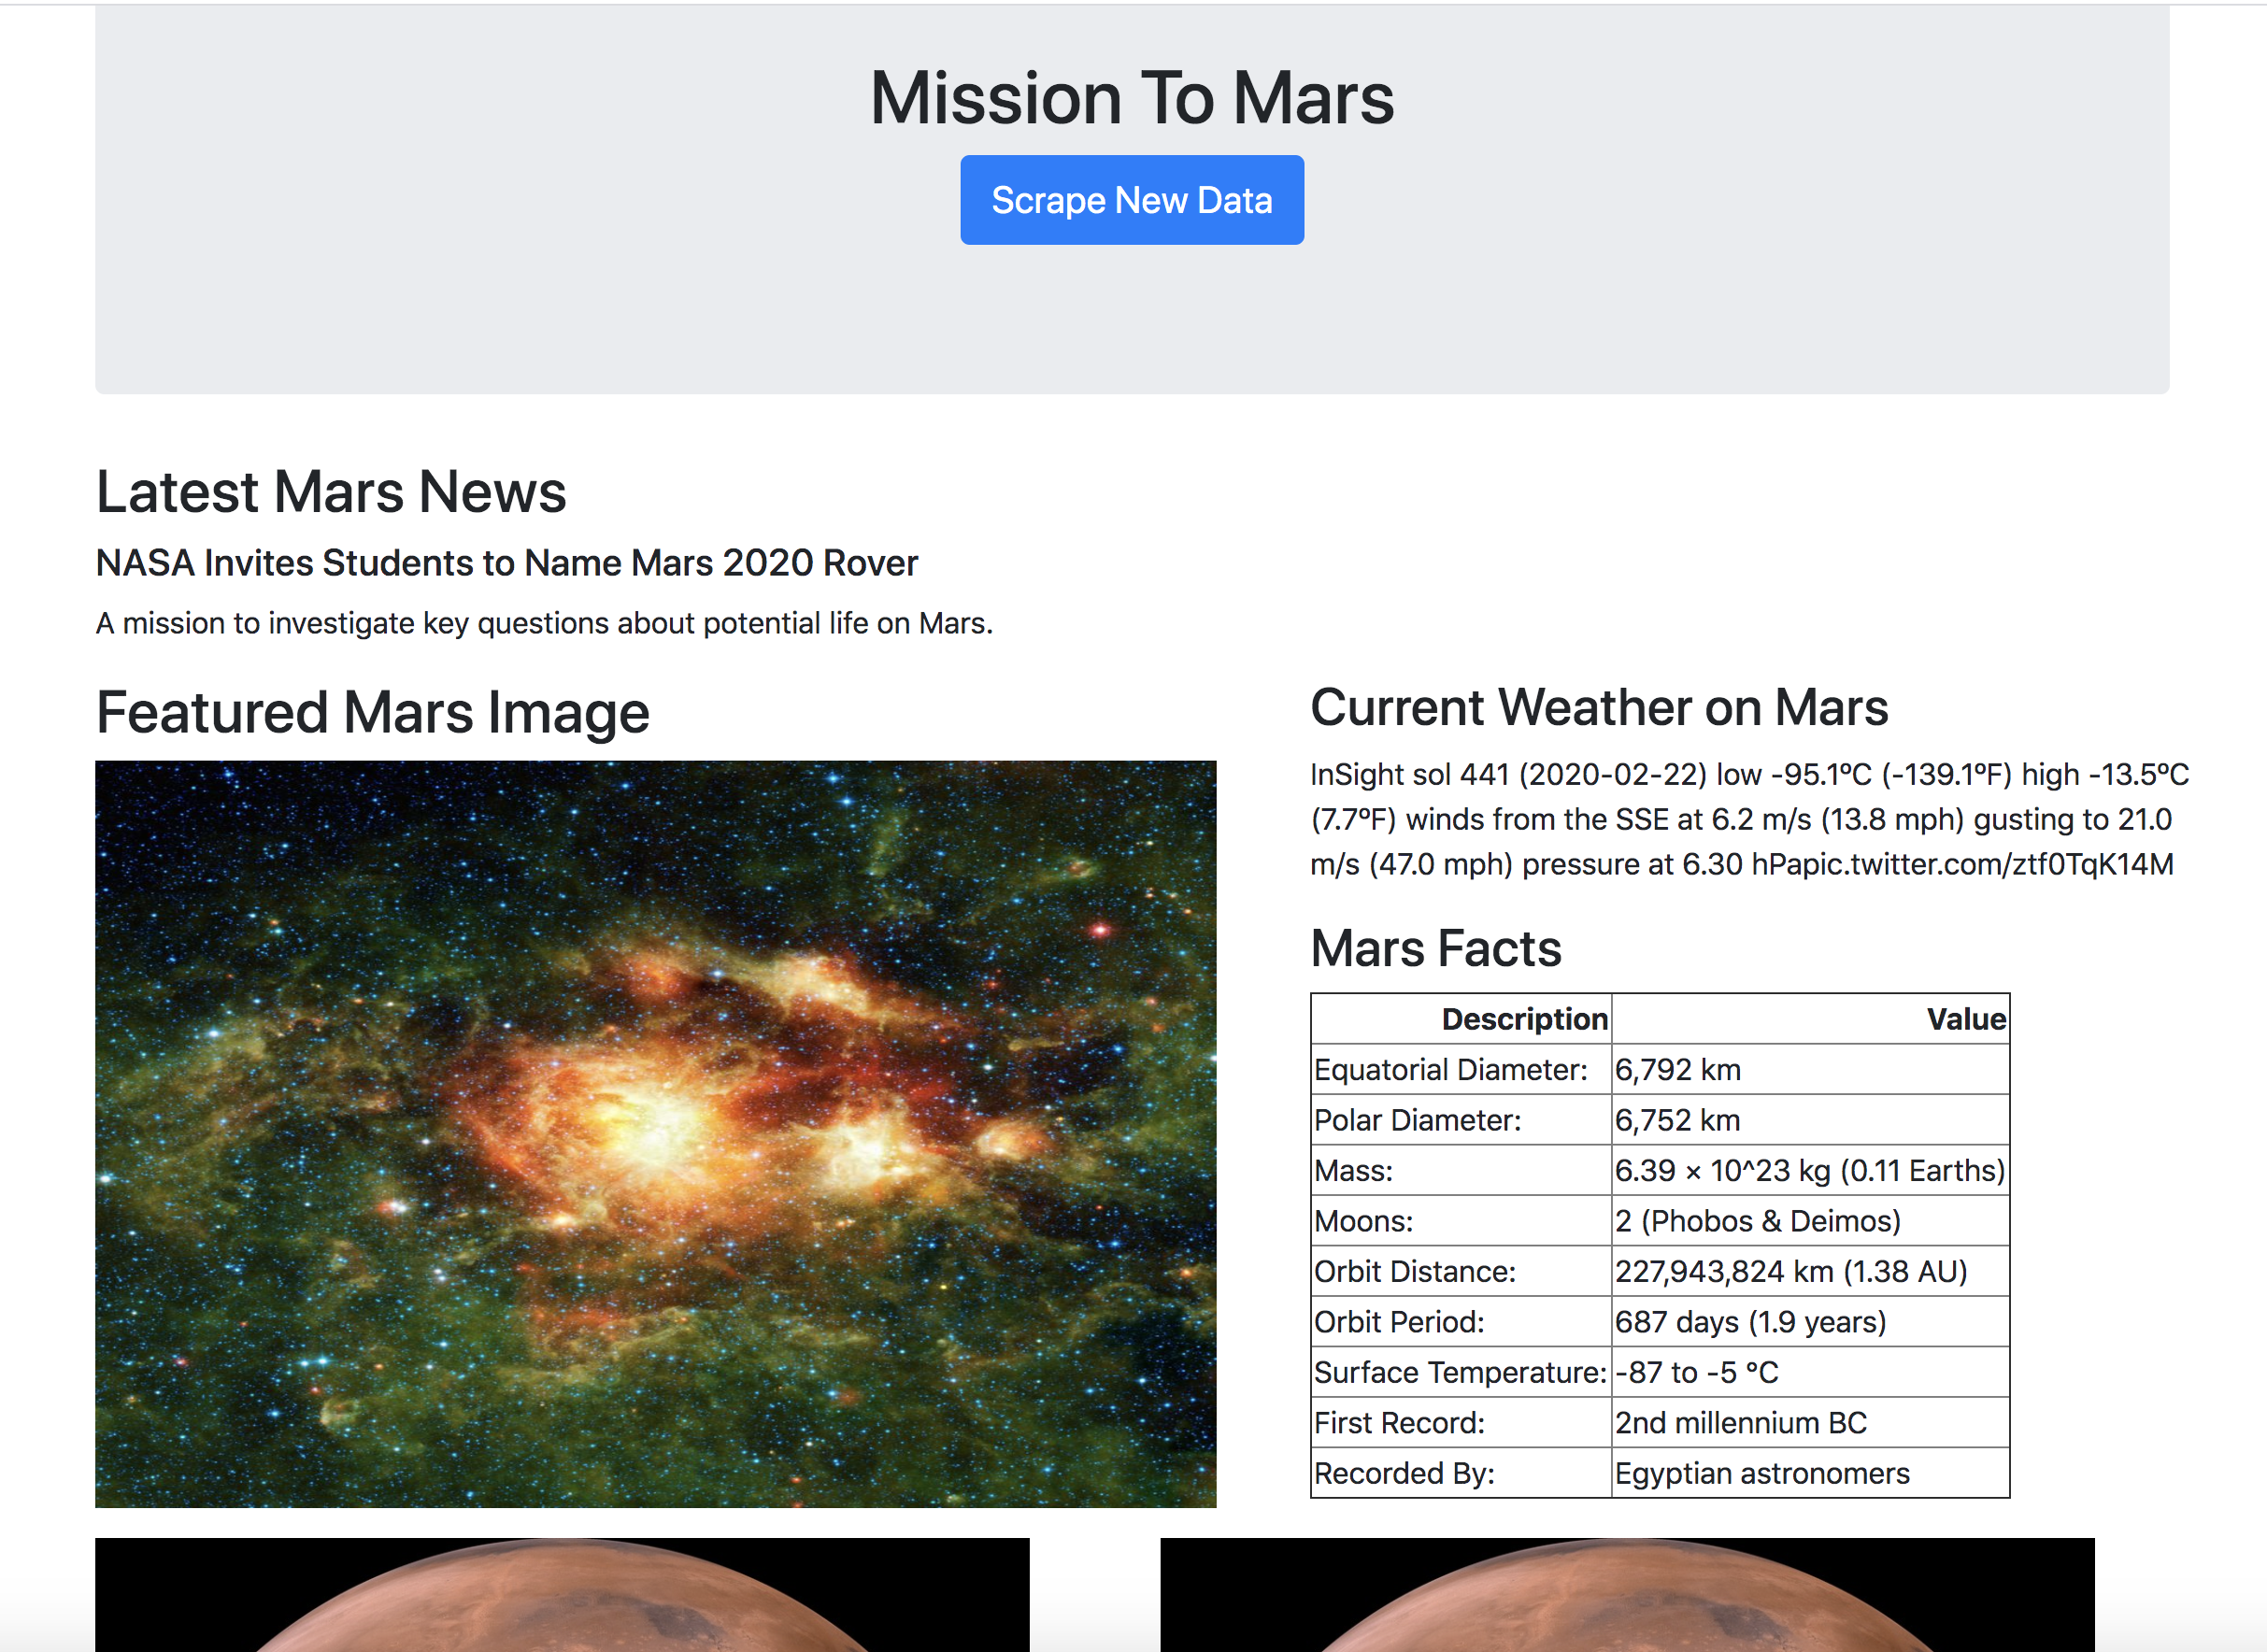 Mission To Mars
Scrape New Data
Latest Mars News
NASA Invites Students to Name Mars 2020 Rover
A mission to investigate key questions about potential life on Mars.
Featured Mars Image
Current Weather on Mars
InSight sol 441 (2020-02-22) low -95.1ºC (-139.1ºF) high -13.5ºC
(7.7ºF) winds from the SSE at 6.2 m/s (13.8 mph) gusting to 21.0
m/s (47.0 mph) pressure at 6.30 hPapic.twitter.com/ztf0TqK14M
Mars Facts
Description Value
Equatorial Diameter: 6,792 km
Polar Diameter: 6,752 km
Mass: 6.39 × 10^23 kg (0.11 Earths)
Moons: 2 (Phobos & Deimos)
Orbit Distance: 227,943,824 km (1.38 AU)
Orbit Period: 687 days (1.9 years)
Surface Temperature: -87 to -5 °C
First Record: 2nd millennium BC
Recorded By: Egyptian astronomers